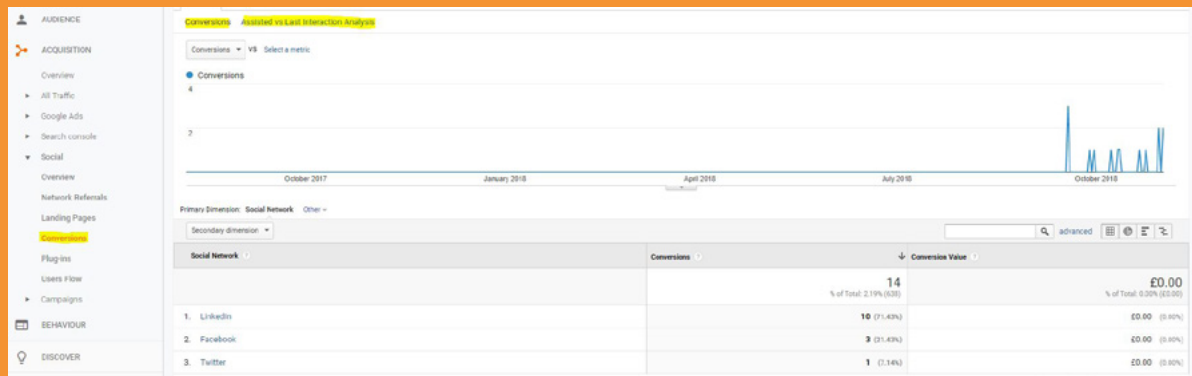 AUDIENCE
ACQUISITION
Overview
All Traffic
Google Ads
Search console
Social
Overview
Network Referrals
Landing Pages
Conversions
Plug-ins
Users Flow
Campaigns
BEHAVIOUR
DISCOVER
Conversions Assisted vs Last Interaction Analysis
Conversions VS Select a metric
Conversions
4
2
October 2017 January 2018 April 2018 July 2018 October 2018
Primary Dimension: Social Network Other
Secondary dimension advanced
Social Network Conversions Conversion Value
14 £0.00
% of Total: 2.19% (638) % of Total: 0.00% (£0.00)
1. LinkedIn 10 (71.43%) £0.00 (0.00%)
2. Facebook 3 (21.43%) £0.00 (0.00%)
3. Twitter 1 (7.14%) £0.00 (0.00%)